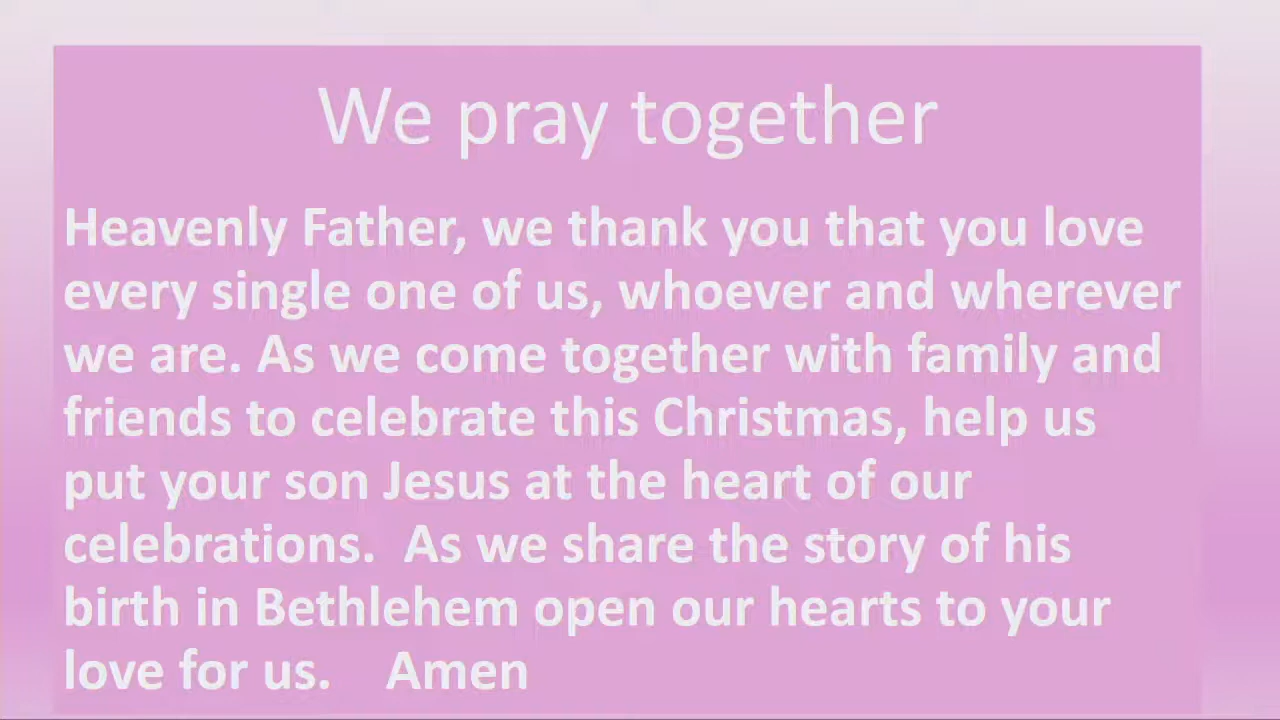 We pray together
Heavenly Father, we thank you that you love
every single one of us, whoever and wherever
we are. As we come together with family and
friends to celebrate this Christmas, help us
put your son Jesus at the heart of our
celebrations.  As we share the story of his
birth in Bethlehem open our hearts to your
love for us.    Amen